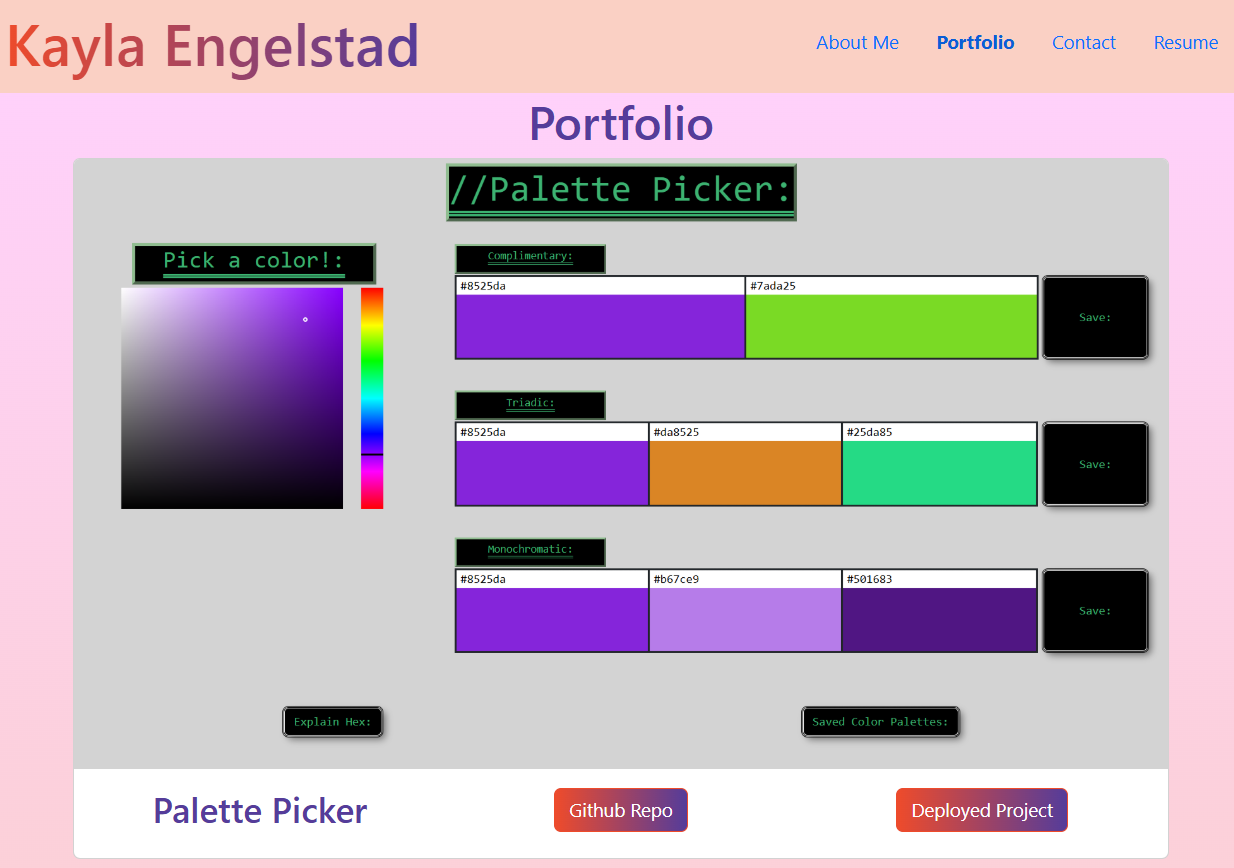 Kayla Engelstad
About Me Portfolio Contact Resume
Portfolio
//Palette Picker:
Pick a color!:
Complimentary:
#8525da #7ada25
Save:
Triadic:
#8525da #da8525 #25da85
Save:
Monochromatic:
#8525da #b67ce9 #501683
Save:
Explain Hex: Saved Color Palettes:
Palette Picker Github Repo Deployed Project